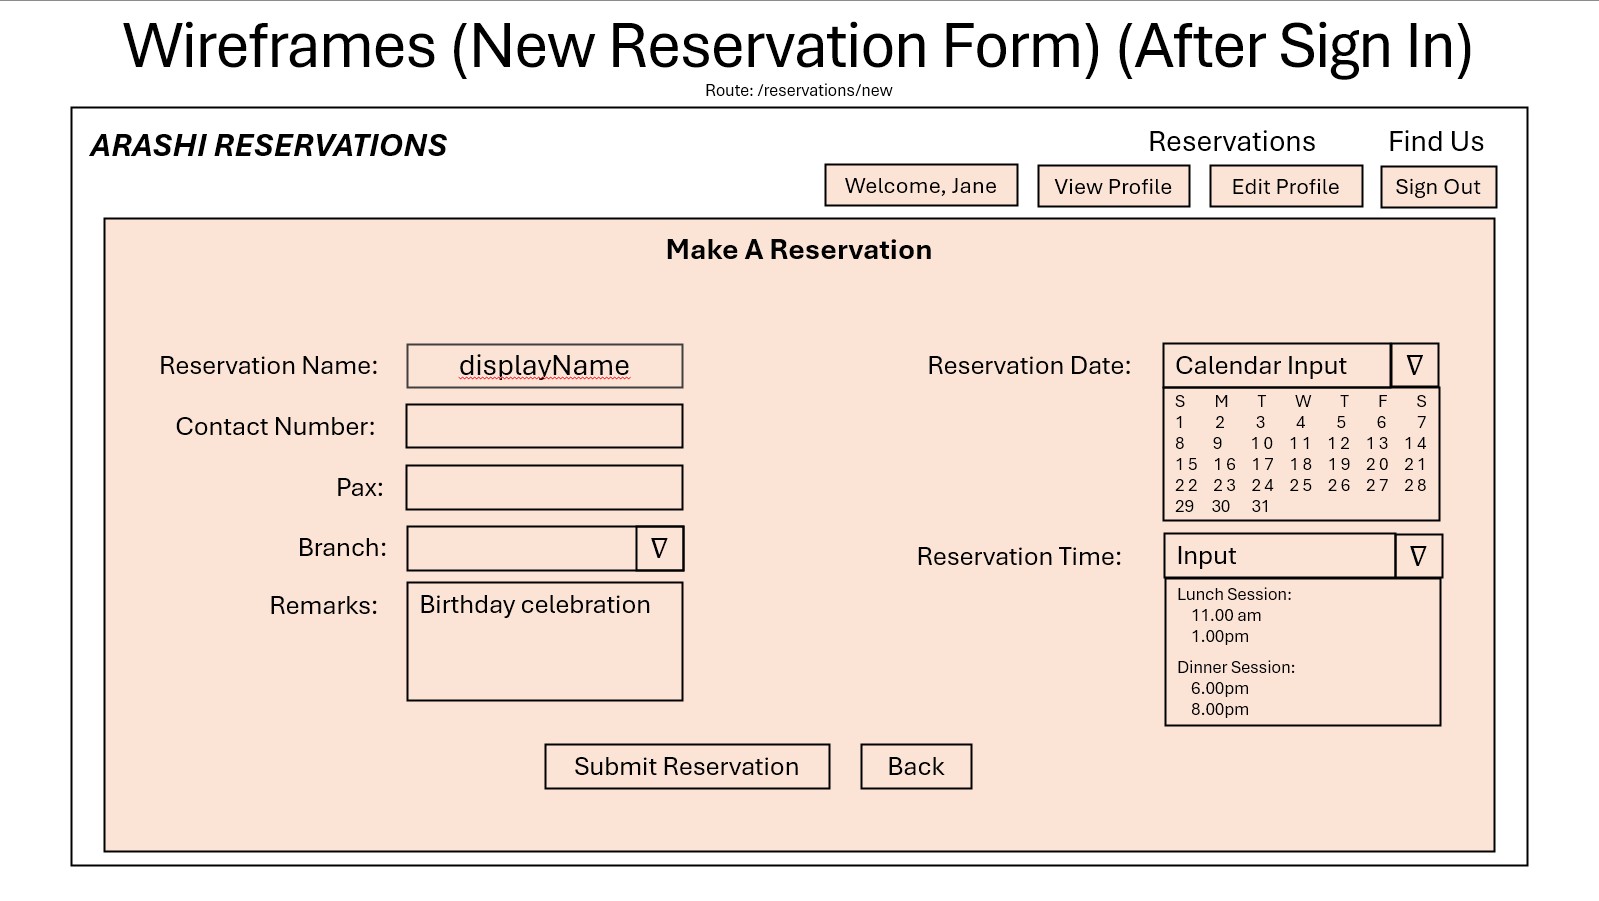 Wireframes (New Reservation Form) (After Sign In)
Route: /reservations/new
ARASHI RESERVATIONS
Reservations Find Us
Welcome, Jane View Profile Edit Profile Sign Out
Make A Reservation
Reservation Name: displayName
Contact Number:
Pax:
Branch: ∇
Remarks: Birthday celebration
Reservation Date: Calendar Input ∇
S M T W T F S
1 2 3 4 5 6 7
8 9 10 11 12 13 14
15 16 17 18 19 20 21
22 23 24 25 26 27 28
29 30 31
Reservation Time: Input ∇
Lunch Session:
11.00 am
1.00pm
Dinner Session:
6.00pm
8.00pm
Submit Reservation Back